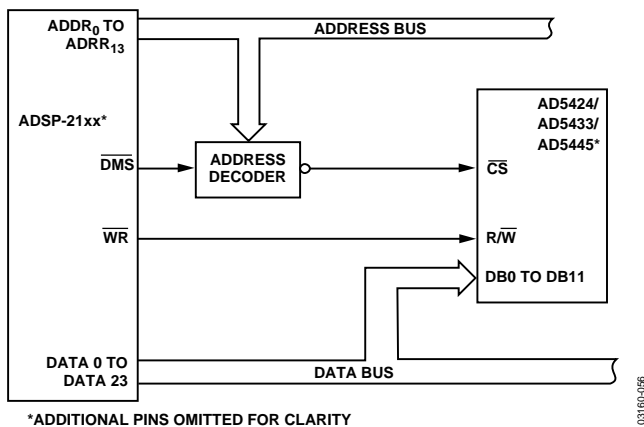 ADDR0 TO
ADRR13
ADDRESS BUS
ADSP-21xx*
DMS
ADDRESS
DECODER
AD5424/
AD5433/
AD5445*
CS
WR
R/W
DB0 TO DB11
DATA 0 TO
DATA 23
DATA BUS
*ADDITIONAL PINS OMITTED FOR CLARITY
03160-056